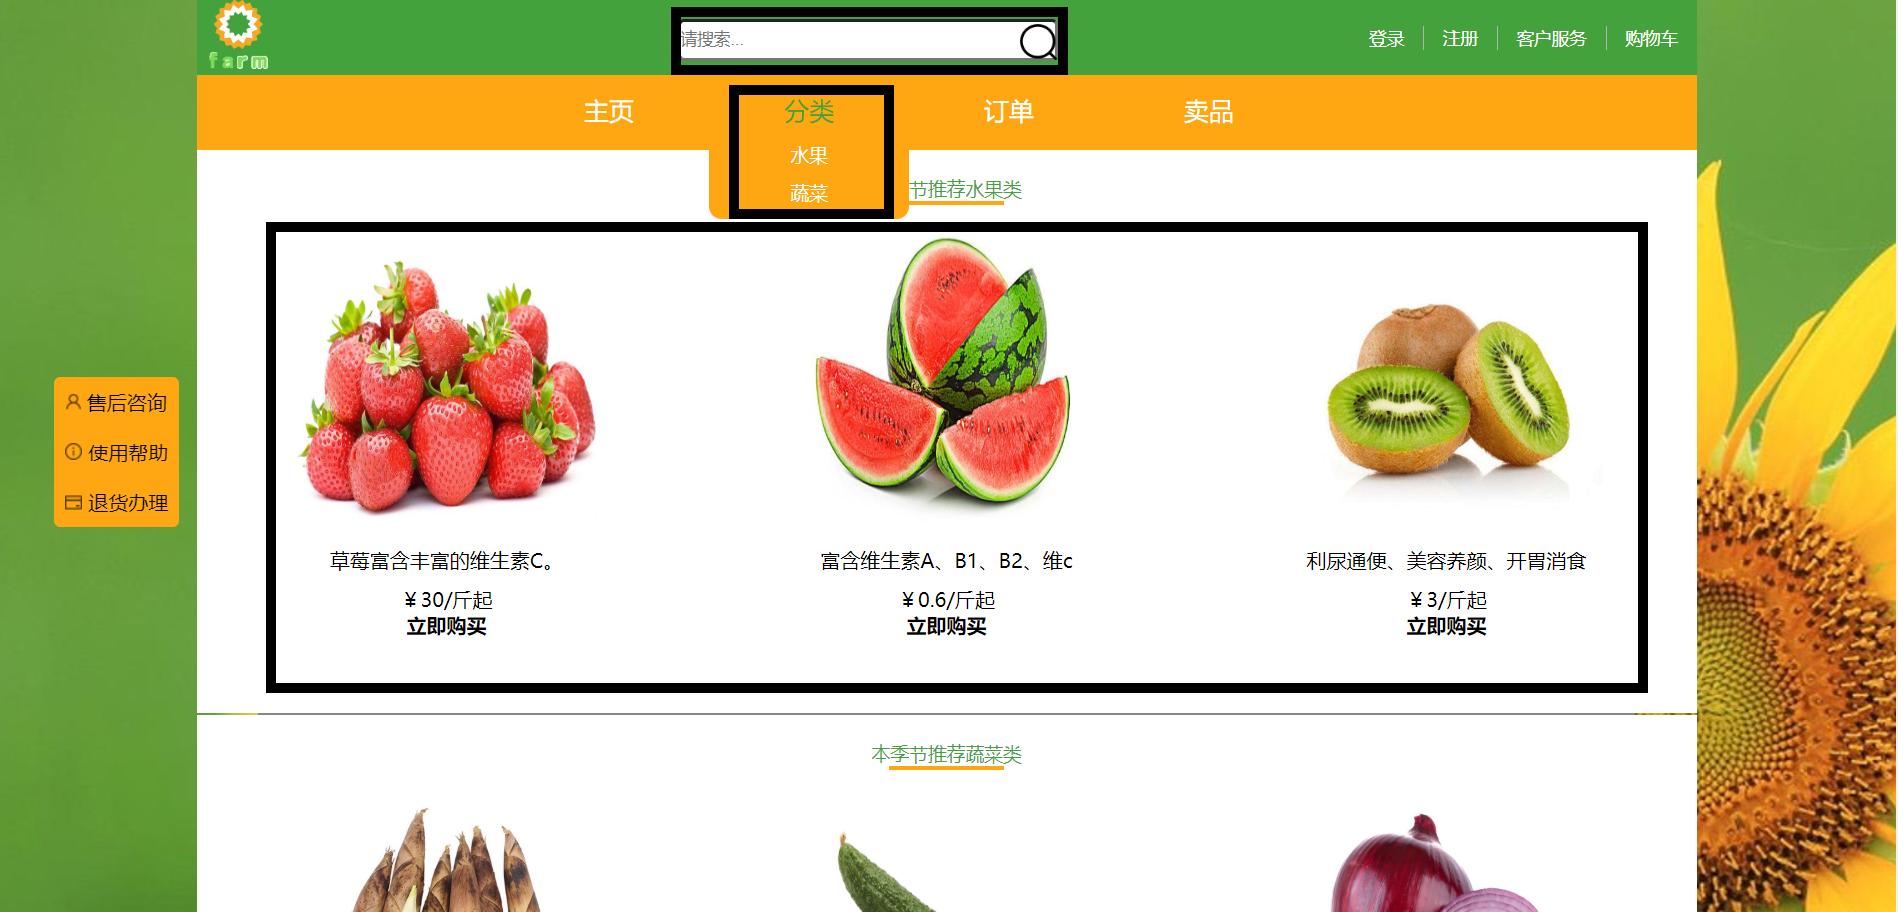 farm
请搜索...
登录
注册
客户服务
购物车
主页
分类
订单
卖品
水果
蔬菜
节推荐水果类
售后咨询
使用帮助
退货办理
草莓富含丰富的维生素C。
￥30/斤起
立即购买
富含维生素A、B1、B2、维c
￥0.6/斤起
立即购买
利尿通便、美容养颜、开胃消食
￥3/斤起
立即购买
本季节推荐蔬菜类